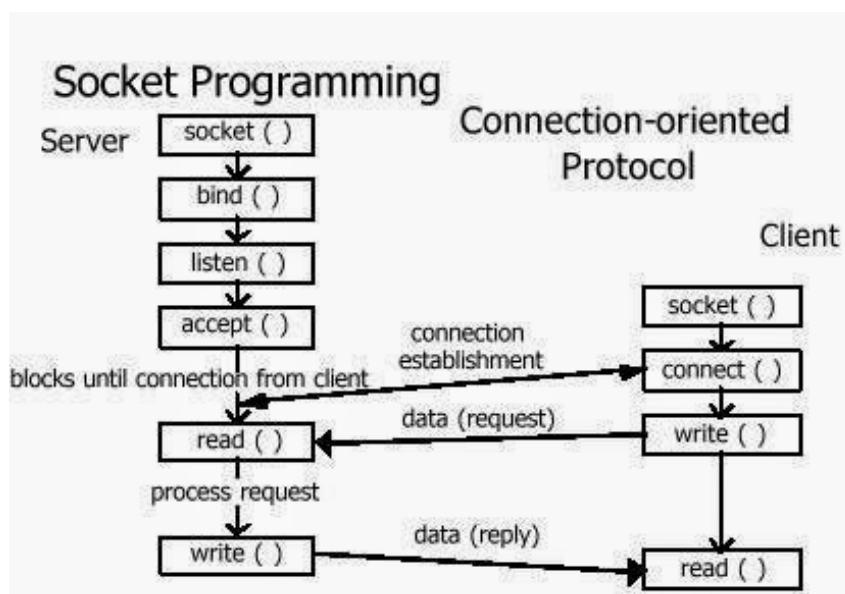 Socket Programming
Server
socket ( )
bind ( )
listen ( )
accept ( )
blocks until connection from client
read ( )
process request
write ( )
Connection-oriented
Protocol
Client
socket ( )
connection
establishment
connect ( )
data (request)
write ( )
data (reply)
read ( )